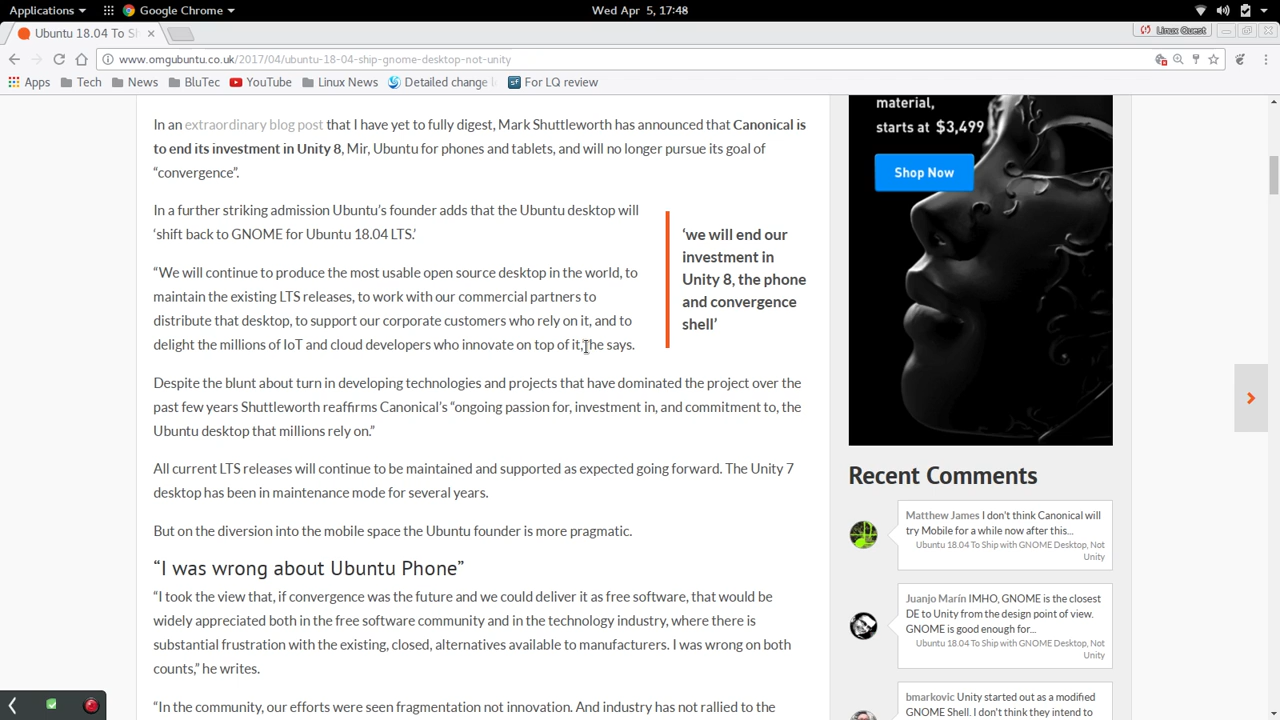 Applications
Google Chrome
Wed Apr 5, 17:48
Ubuntu 18.04 To S
Linux Quest
www.omgubuntu.co.uk/2017/04/ubuntu-18-04-ship-gnome-desktop-not-unity
Apps
Tech
News
BluTec
YouTube
Linux News
Detailed change
For LQ review
In an extraordinary blog post that I have yet to fully digest, Mark Shuttleworth has announced that Canonical is
to end its investment in Unity 8, Mir, Ubuntu for phones and tablets, and will no longer pursue its goal of
“convergence”.
In a further striking admission Ubuntu’s founder adds that the Ubuntu desktop will
‘shift back to GNOME for Ubuntu 18.04 LTS.’
‘we will end our
investment in
Unity 8, the phone
and convergence
shell’
“We will continue to produce the most usable open source desktop in the world, to
maintain the existing LTS releases, to work with our commercial partners to
distribute that desktop, to support our corporate customers who rely on it, and to
delight the millions of IoT and cloud developers who innovate on top of it, he says.
Despite the blunt about turn in developing technologies and projects that have dominated the project over the
past few years Shuttleworth reaffirms Canonical’s “ongoing passion for, investment in, and commitment to, the
Ubuntu desktop that millions rely on.”
All current LTS releases will continue to be maintained and supported as expected going forward. The Unity 7
desktop has been in maintenance mode for several years.
But on the diversion into the mobile space the Ubuntu founder is more pragmatic.
“I was wrong about Ubuntu Phone”
“I took the view that, if convergence was the future and we could deliver it as free software, that would be
widely appreciated both in the free software community and in the technology industry, where there is
substantial frustration with the existing, closed, alternatives available to manufacturers. I was wrong on both
counts,” he writes.
“In the community, our efforts were seen fragmentation not innovation. And industry has not rallied to the
material,
starts at $3,499
Shop Now
Recent Comments
Matthew James I don't think Canonical will
try Mobile for a while now after this...
Ubuntu 18.04 To Ship with GNOME Desktop, Not
Unity
Juanjo Marín IMHO, GNOME is the closest
DE to Unity from the design point of view.
GNOME is good enough for...
Ubuntu 18.04 To Ship with GNOME Desktop, Not
Unity
bmarkovic Unity started out as a modified
GNOME Shell. I don't think they intend to